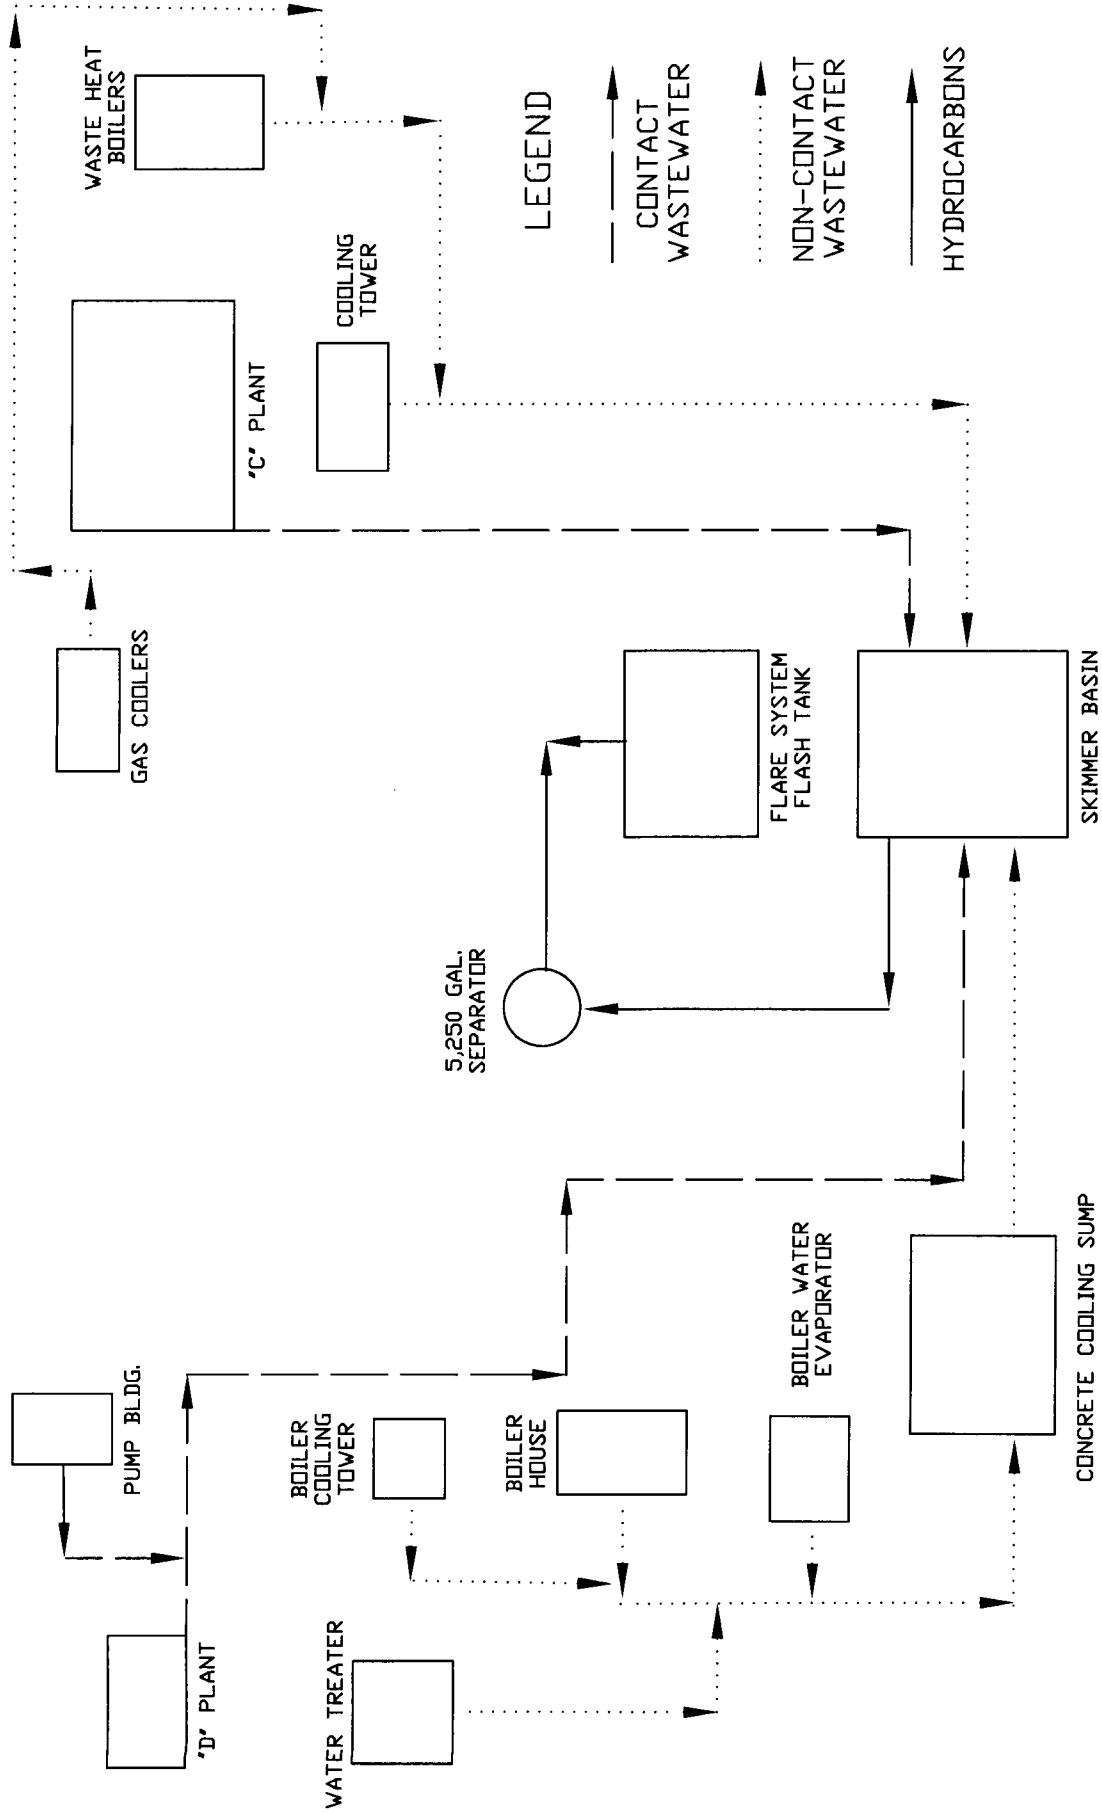 PUMP BLDG.
"D" PLANT
WATER TREATER
BOILER
COOLING
TOWER
BOILER
HOUSE
BOILER WATER
EVAPORATOR
CONCRETE COOLING SUMP
5,250 GAL.
SEPARATOR
GAS COOLERS
FLARE SYSTEM
FLASH TANK
SKIMMER BASIN
"C" PLANT
COOLING
TOWER
WASTE HEAT
BOILERS
LEGEND
CONTACT
WASTEWATER
NON-CONTACT
WASTEWATER
HYDROCARBONS